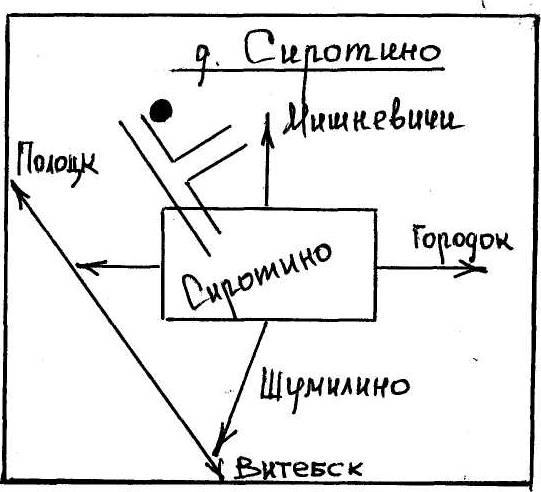 д. Сиротино
Мишневичи
Полоцк
Городок
Сиротино
Шумилино
Витебск